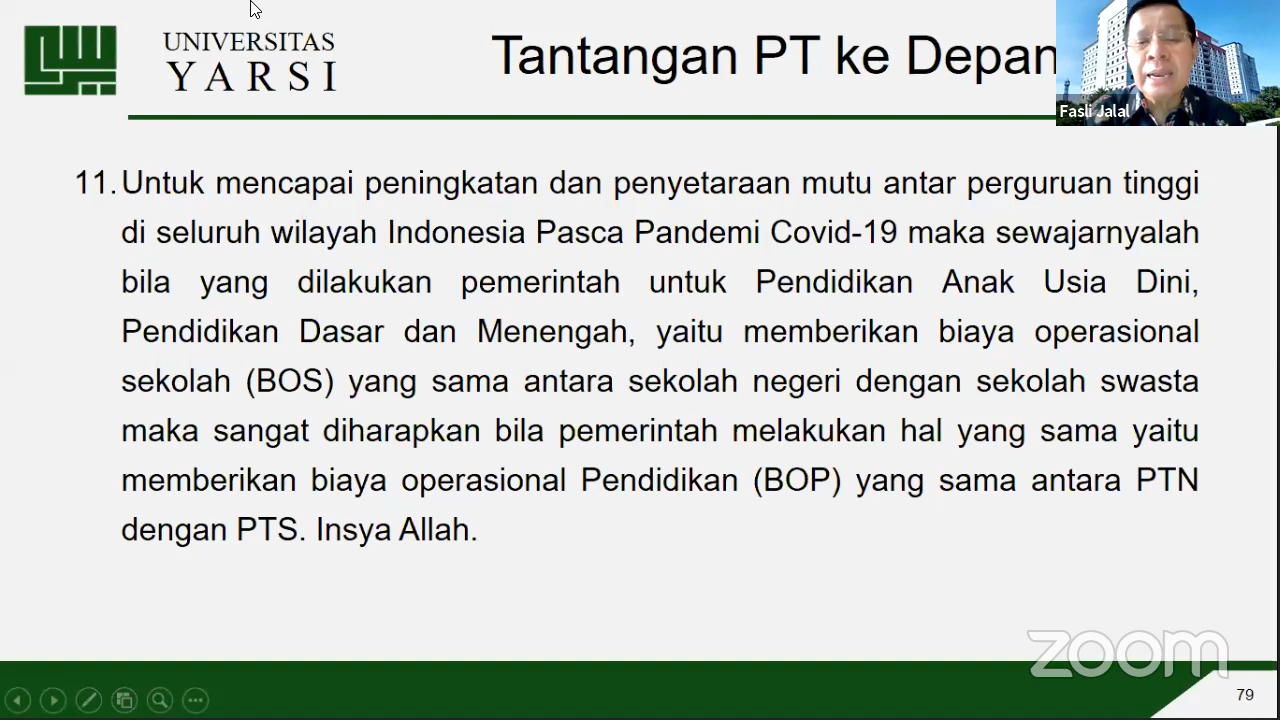 UNIVERSITAS
YARSI
Tantangan PT ke Depan
Fasli Jalal
11. Untuk mencapai peningkatan dan penyetaraan mutu antar perguruan tinggi
di seluruh wilayah Indonesia Pasca Pandemi Covid-19 maka sewajarnyalah
bila yang dilakukan pemerintah untuk Pendidikan Anak Usia Dini,
Pendidikan Dasar dan Menengah, yaitu memberikan biaya operasional
sekolah (BOS) yang sama antara sekolah negeri dengan sekolah swasta
maka sangat diharapkan bila pemerintah melakukan hal yang sama yaitu
memberikan biaya operasional Pendidikan (BOP) yang sama antara PTN
dengan PTS. Insya Allah.
zoom
79